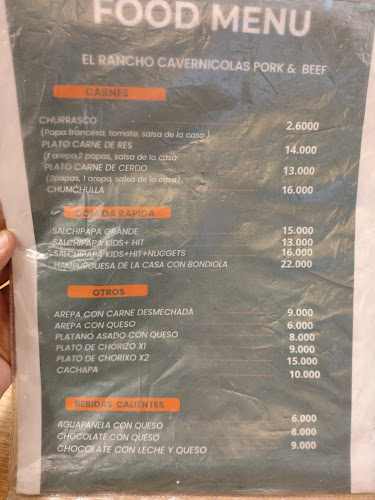 FOOD MENU
EL RANCHO CAVERNICOLAS PORK & BEEF
CARNES
CHURRASCO
(Papa francesa, tomate, salsa de la casa ) 2.6000
PLATO CARNE DE RES 14.000
(1 arepa,2 papas, salsa de la casa
PLATO CARNE DE CERDO 13.000
(2papas, 1 arepa, salsa de la casa)
CHUMCHULLA 16.000
COMIDA RAPIDA
SALCHIPAPA GRANDE 15.000
SALCHIPAPA KIDS+ HIT 13.000
SALCHIPAPA KIDS+HIT+NUGGETS 16.000
HAMBURGUESA DE LA CASA CON BONDIOLA 22.000
OTROS
AREPA CON CARNE DESMECHADA 9.000
AREPA CON QUESO 6.000
PLATANO ASADO CON QUESO 8.000
PLATO DE CHORIZO X1 9.000
PLATO DE CHORIXO X2 15.000
CACHAPA 10.000
BEBIDAS CALIENTES
AGUAPANELA CON QUESO 6.000
CHOCOLATE CON QUESO 8.000
CHOCOLATE CON LECHE Y QUESO 9.000